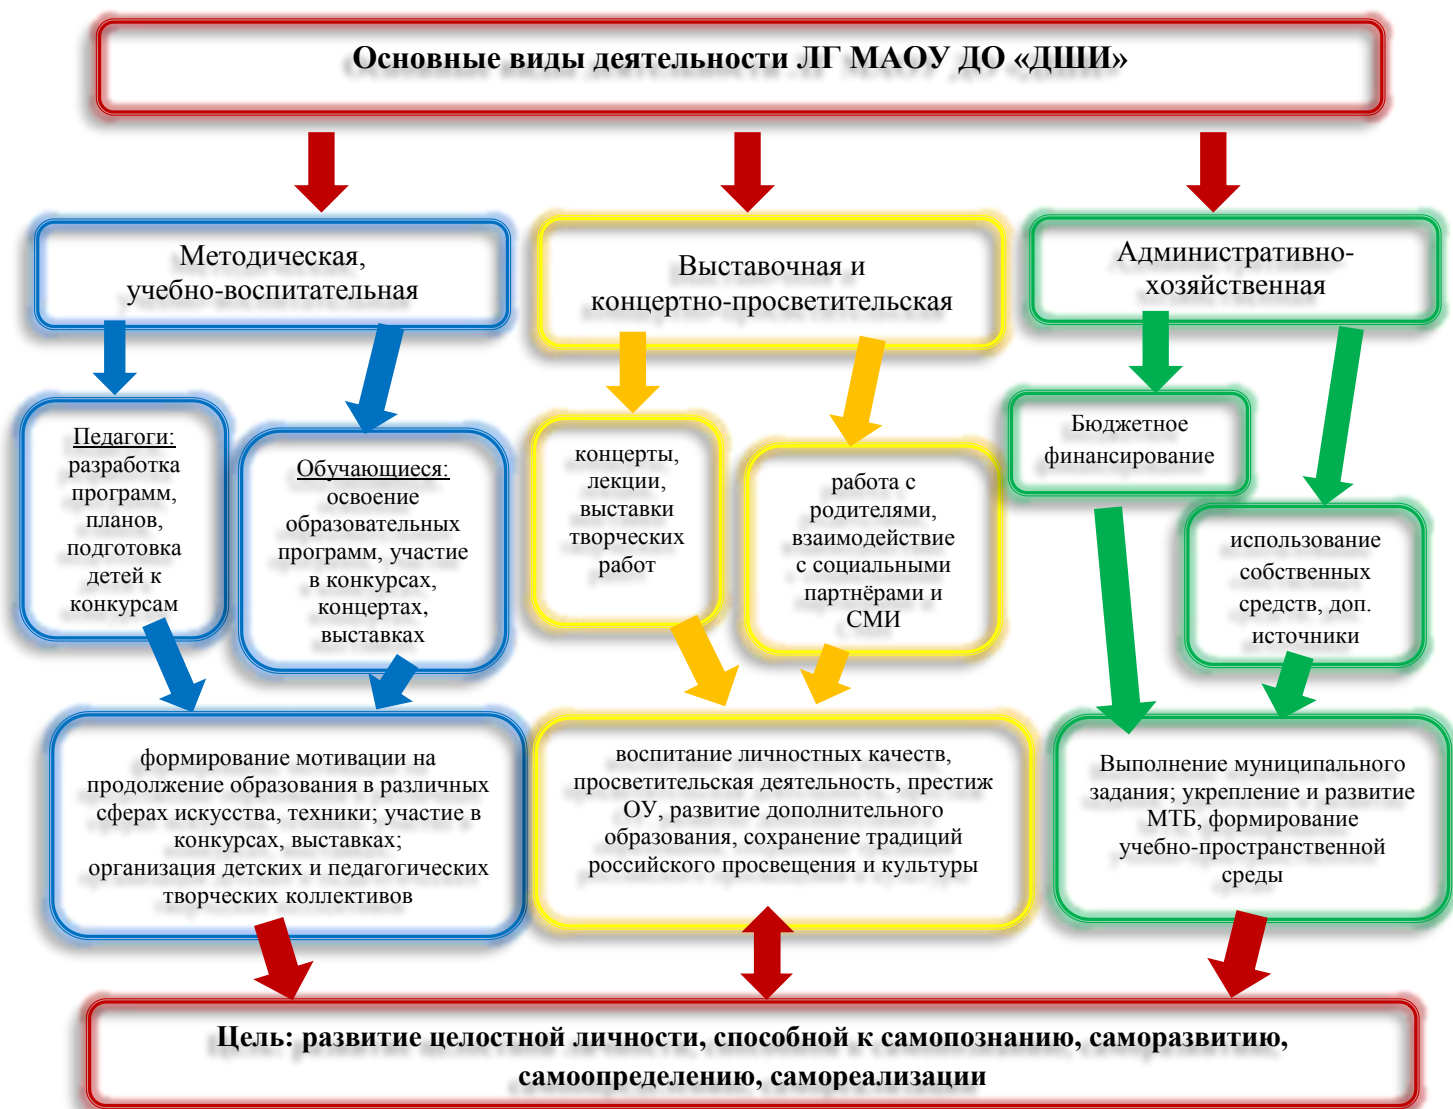 Основные виды деятельности ЛГ МАОУ ДО «ДШИ»
Методическая,
учебно-воспитательная
Выставочная и
концертно-просветительская
Административно-
хозяйственная
Педагоги:
разработка
программ,
планов,
подготовка
детей к
конкурсам
Обучающиеся:
освоение
образовательных
программ, участие
в конкурсах,
концертах,
выставках
концерты,
лекции,
выставки
творческих
работ
работа с
родителями,
взаимодействие
с социальными
партнёрами и
СМИ
Бюджетное
финансирование
использование
собственных
средств, доп.
источники
формирование мотивации на
продолжение образования в различных
сферах искусства, техники; участие в
конкурсах, выставках;
организация детских и педагогических
творческих коллективов
воспитание личностных качеств,
просветительская деятельность, престиж
ОУ, развитие дополнительного
образования, сохранение традиций
российского просвещения и культуры
Выполнение муниципального
задания; укрепление и развитие
МТБ, формирование
учебно-пространственной
среды
Цель: развитие целостной личности, способной к самопознанию, саморазвитию,
самоопределению, самореализации